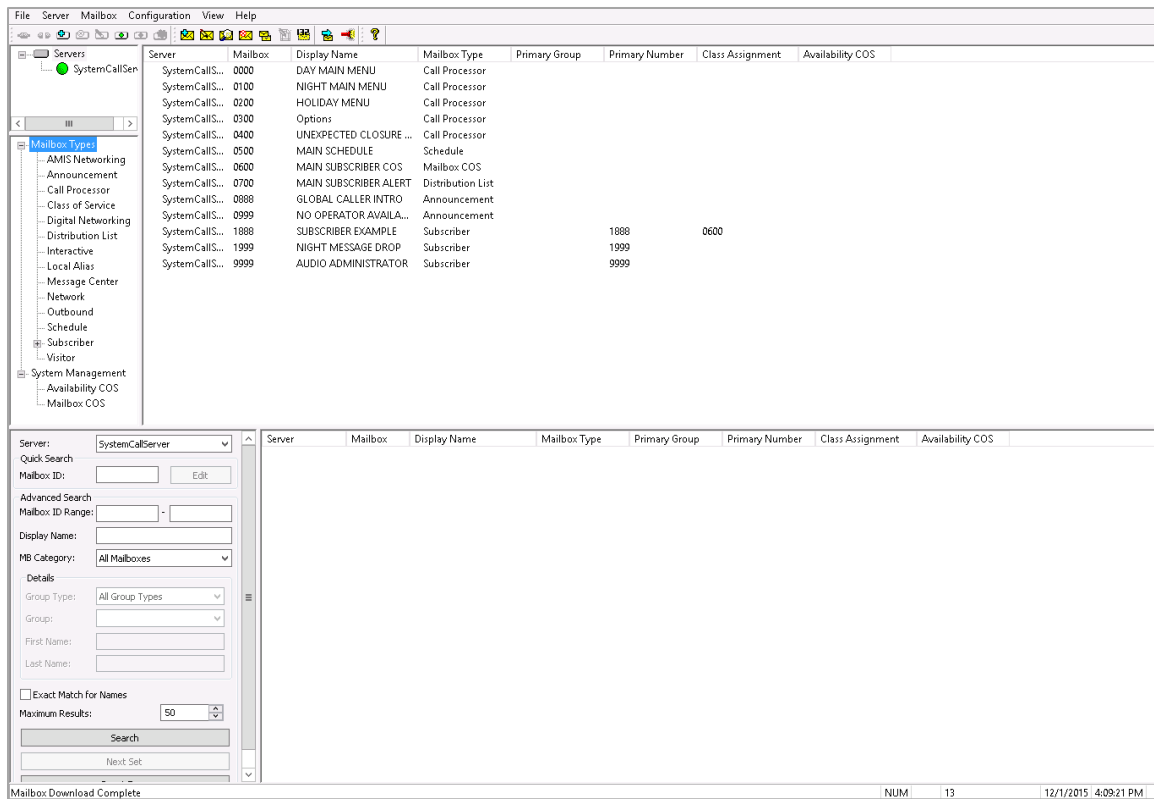 File Server Mailbox Configuration View Help
Servers
SystemCallSer
Mailbox Types
AMIS Networking
Announcement
Call Processor
Class of Service
Digital Networking
Distribution List
Interactive
Local Alias
Message Center
Network
Outbound
Schedule
Subscriber
Visitor
System Management
Availability COS
Mailbox COS
Server Mailbox Display Name Mailbox Type Primary Group Primary Number Class Assignment Availability COS
SystemCallS... 0000 DAY MAIN MENU Call Processor
SystemCallS... 0100 NIGHT MAIN MENU Call Processor
SystemCallS... 0200 HOLIDAY MENU Call Processor
SystemCallS... 0300 Options Call Processor
SystemCallS... 0400 UNEXPECTED CLOSURE ... Call Processor
SystemCallS... 0500 MAIN SCHEDULE Schedule
SystemCallS... 0600 MAIN SUBSCRIBER COS Mailbox COS
SystemCallS... 0700 MAIN SUBSCRIBER ALERT Distribution List
SystemCallS... 0888 GLOBAL CALLER INTRO Announcement
SystemCallS... 0999 NO OPERATOR AVAILA... Announcement
SystemCallS... 1888 SUBSCRIBER EXAMPLE Subscriber 1888 0600
SystemCallS... 1999 NIGHT MESSAGE DROP Subscriber 1999
SystemCallS... 9999 AUDIO ADMINISTRATOR Subscriber 9999
Server: SystemCallServer
Quick Search
Mailbox ID: Edit
Advanced Search
Mailbox ID Range: -
Display Name:
MB Category: All Mailboxes
Details
Group Type: All Group Types
Group:
First Name:
Last Name:
Exact Match for Names
Maximum Results: 50
Search
Next Set
Server Mailbox Display Name Mailbox Type Primary Group Primary Number Class Assignment Availability COS
Mailbox Download Complete NUM 13 12/1/2015 4:09:21 PM